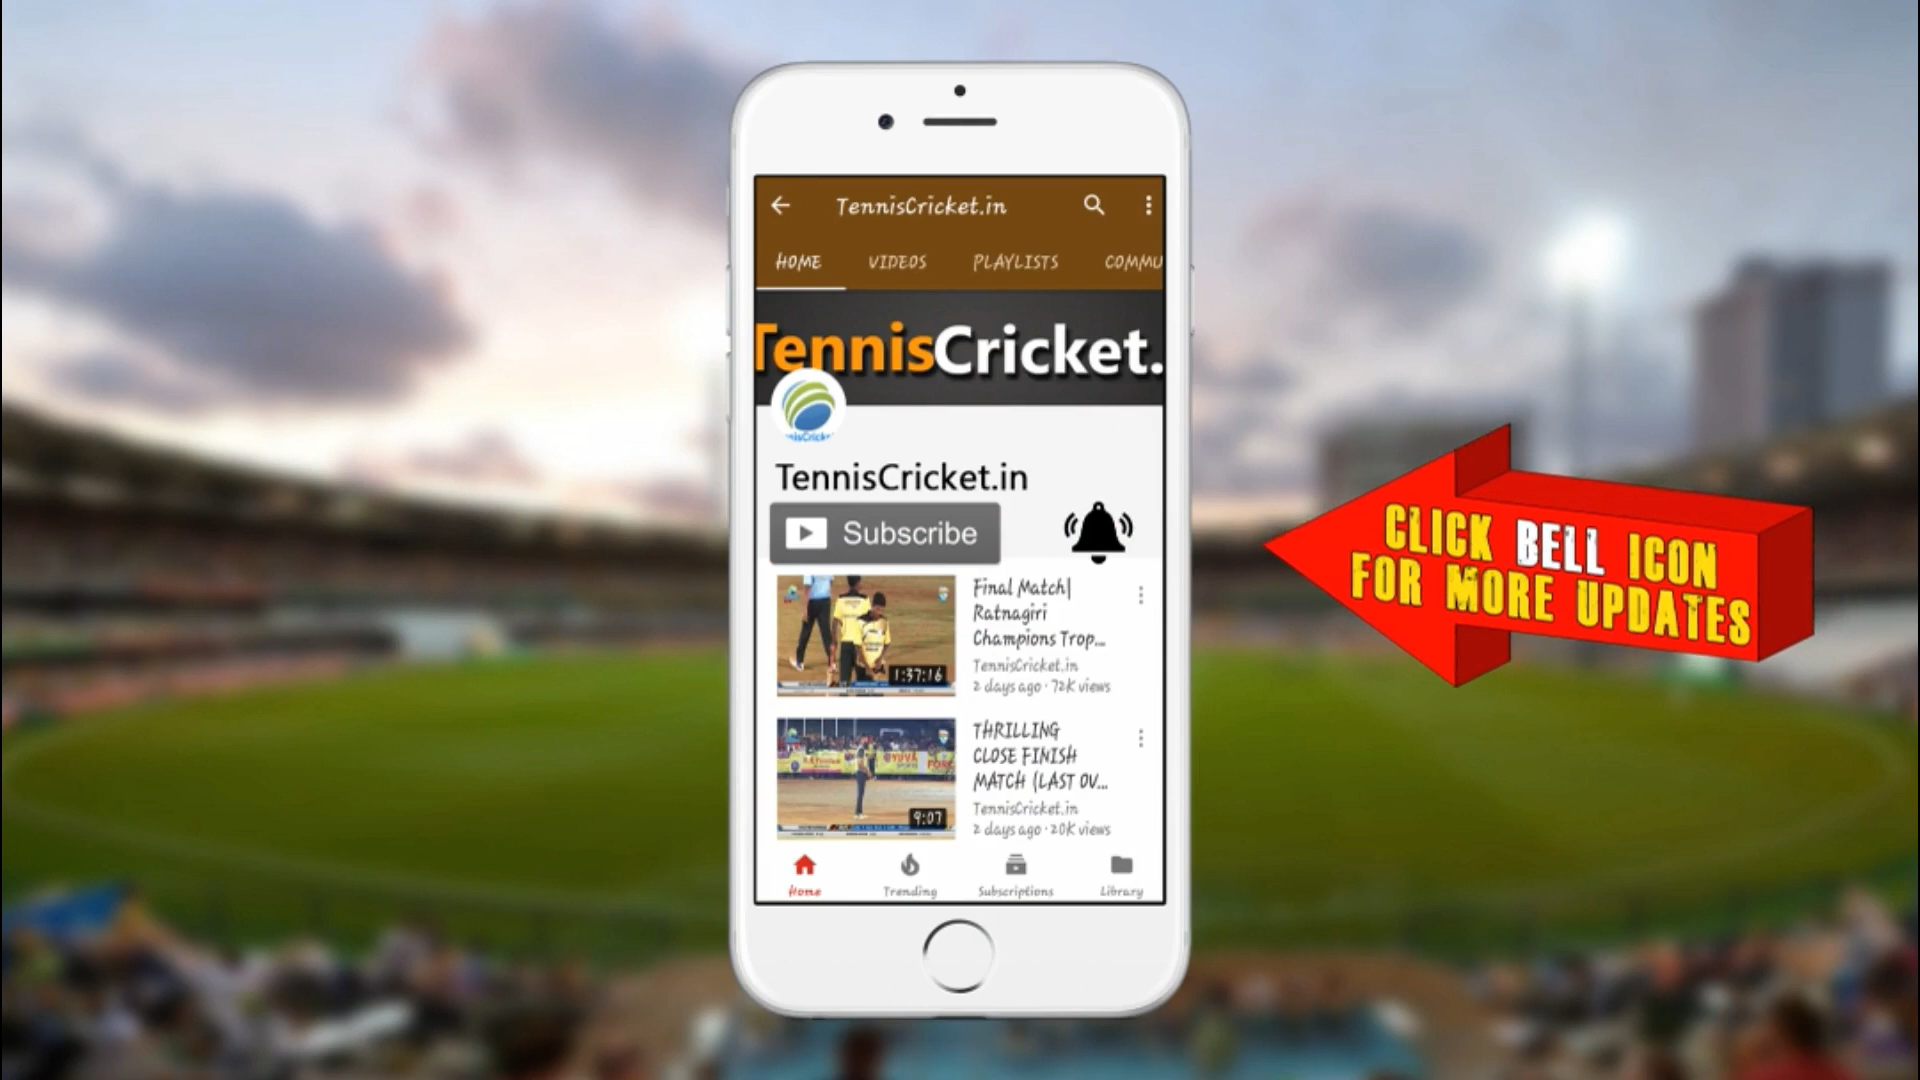 TennisCricket.in
HOME VIDEOS PLAYLISTS COMMU
TennisCricket.
TennisCricket.in
Subscribe
Final Match|
Ratnagiri
Champions Trop...
TennisCricket.in
2 days ago · 72K views
1:37:16
THRILLING
CLOSE FINISH
MATCH (LAST OV...
TennisCricket.in
2 days ago · 20K views
9:07
Home Trending Subscriptions Library
CLICK BELL ICON
FOR MORE UPDATES